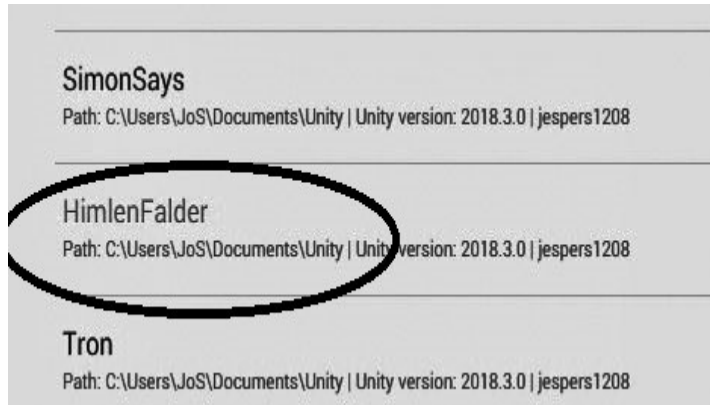 SimonSays
Path: C:\Users\JoS\Documents\Unity | Unity version: 2018.3.0 | jespers1208
HimlenFalder
Path: C:\Users\JoS\Documents\Unity | Unity version: 2018.3.0 | jespers1208
Tron
Path: C:\Users\JoS\Documents\Unity | Unity version: 2018.3.0 | jespers1208